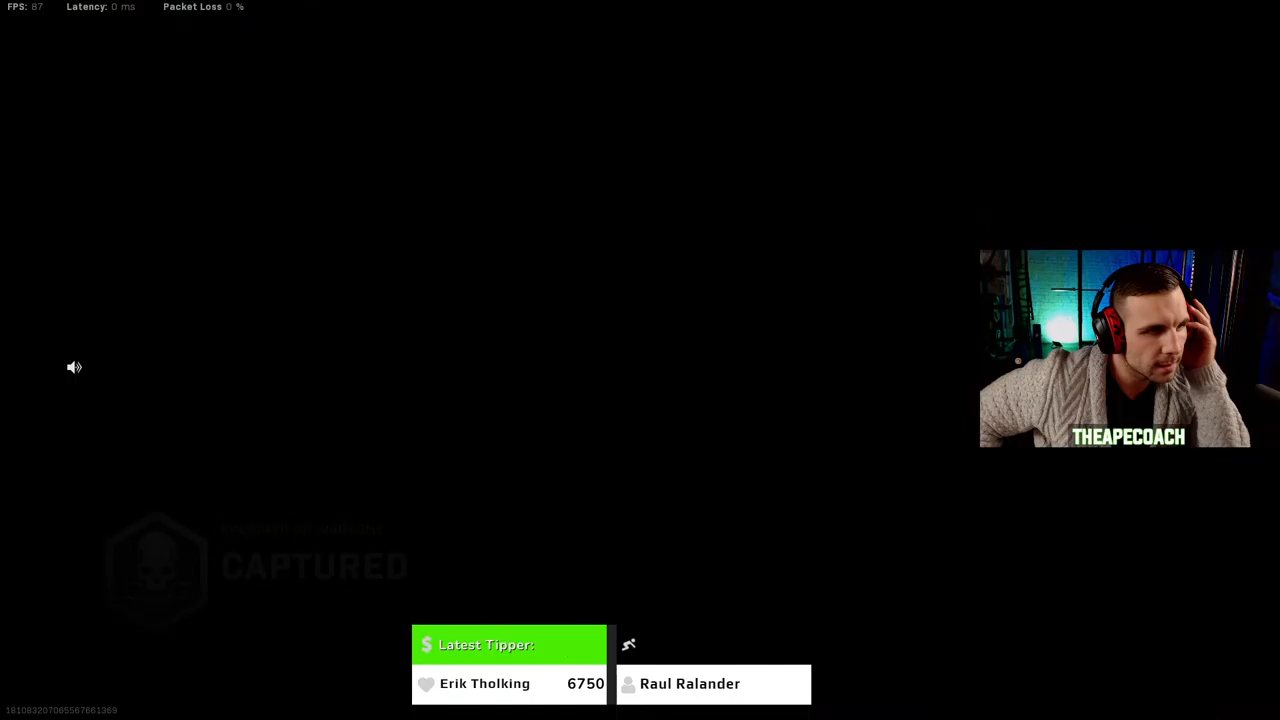 FPS: 87 Latency: 0 ms Packet Loss 0 %
THEAPECOACH
CAPTURED
$ Latest Tipper:
Erik Tholking 6750 Raul Ralander